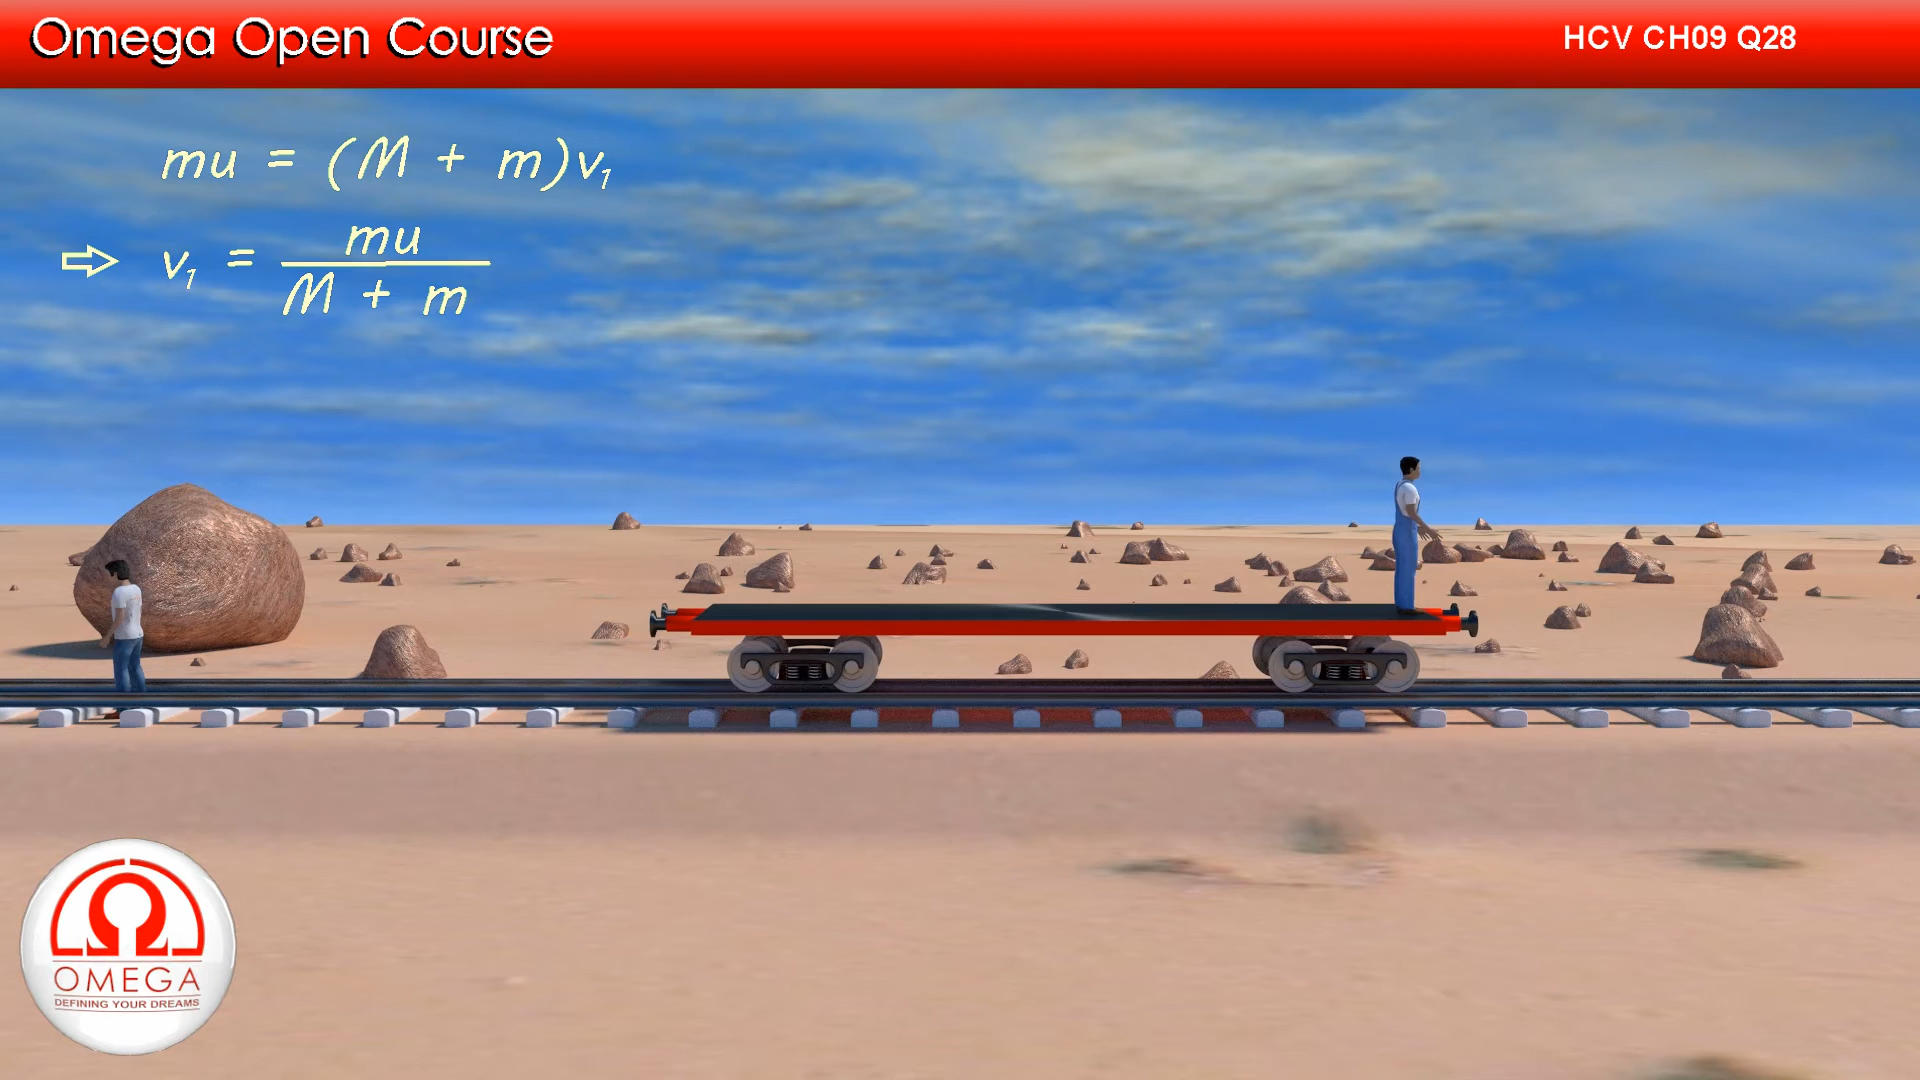 Omega Open Course
HCV CH09 Q28
mu = (M + m)v₁
⇨ v₁ = mu / (M + m)
OMEGA
DEFINING YOUR DREAMS